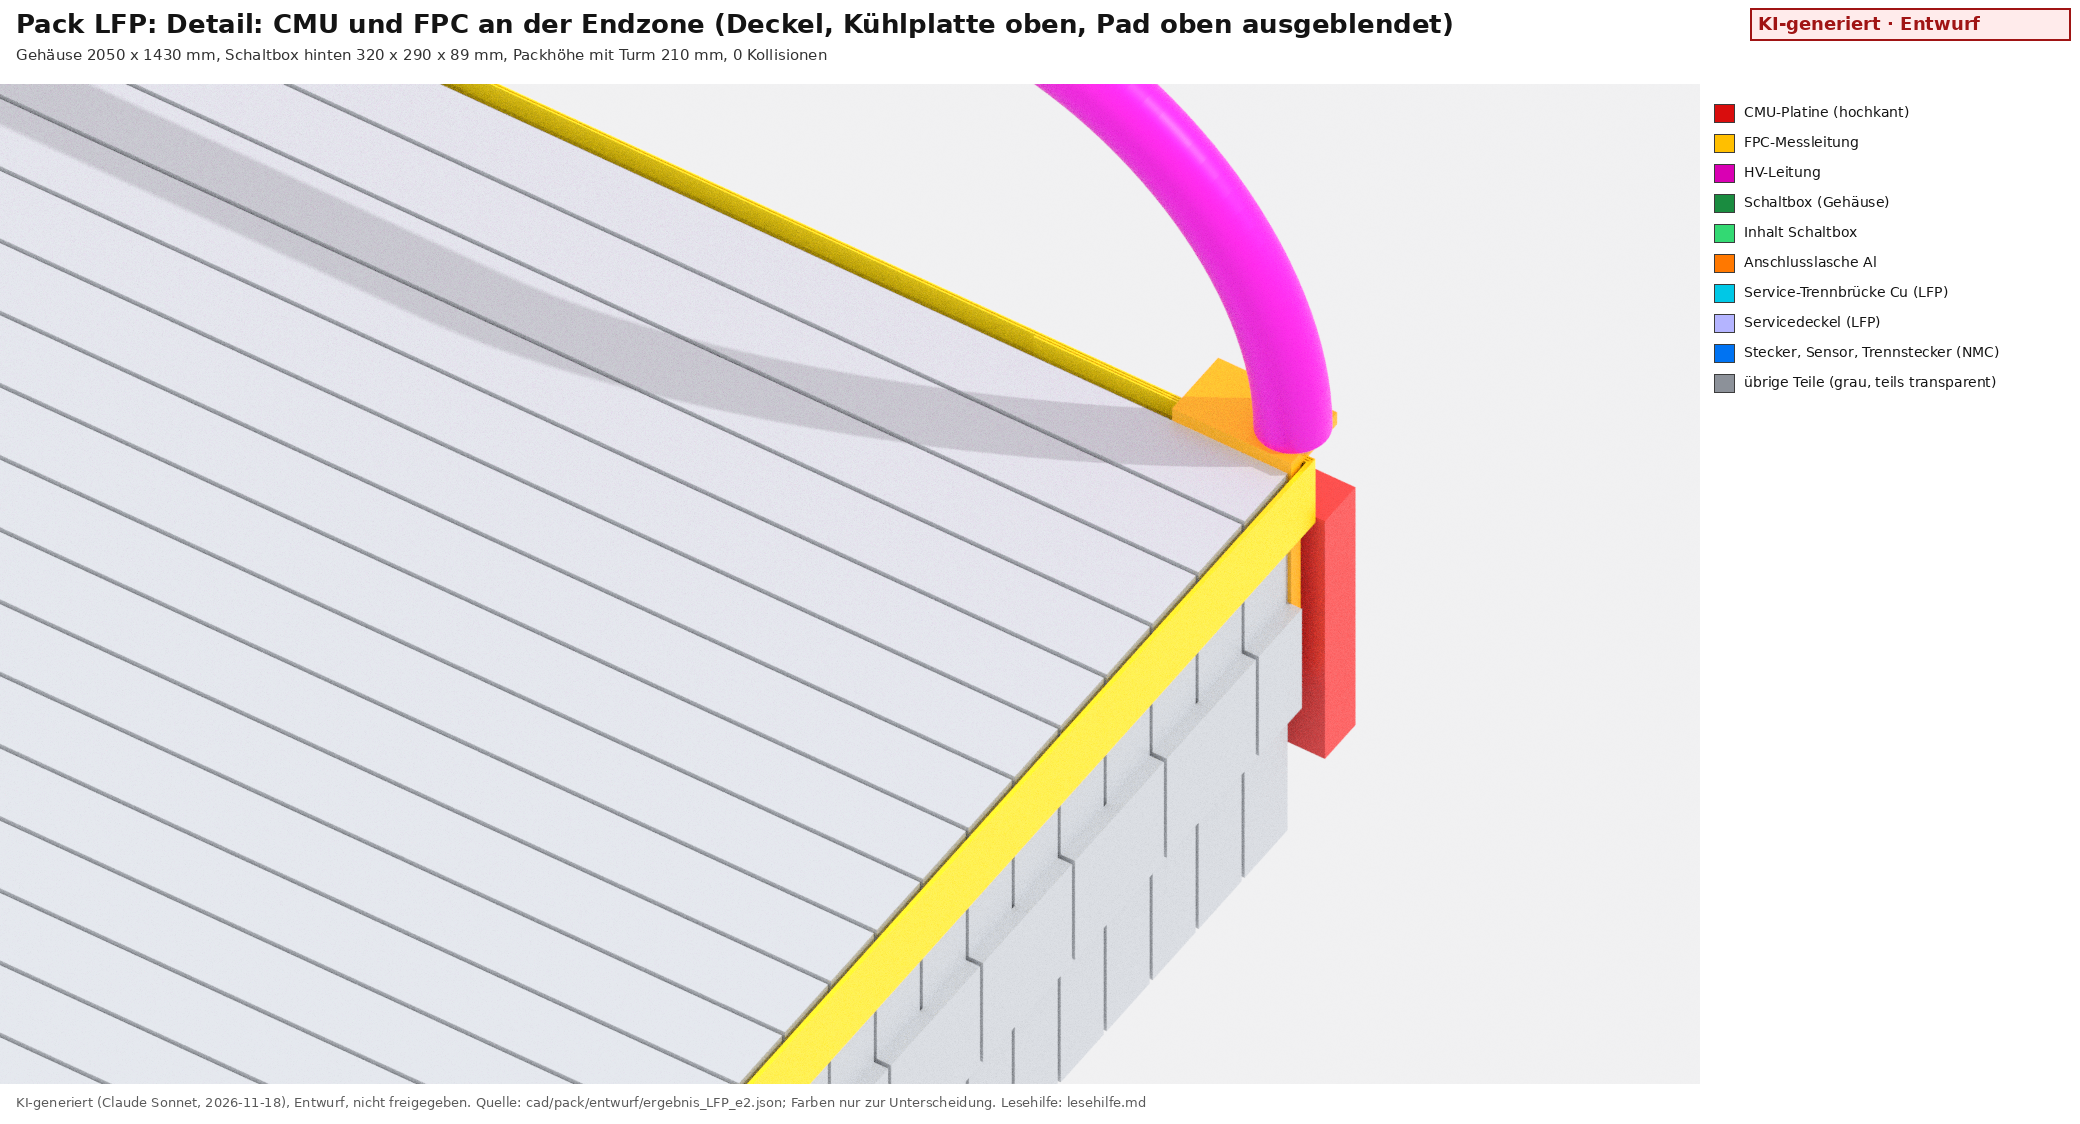 Pack LFP: Detail: CMU und FPC an der Endzone (Deckel, Kühlplatte oben, Pad oben ausgeblendet)
KI-generiert · Entwurf
Gehäuse 2050 x 1430 mm, Schaltbox hinten 320 x 290 x 89 mm, Packhöhe mit Turm 210 mm, 0 Kollisionen
CMU-Platine (hochkant)
FPC-Messleitung
HV-Leitung
Schaltbox (Gehäuse)
Inhalt Schaltbox
Anschlusslasche Al
Service-Trennbrücke Cu (LFP)
Servicedeckel (LFP)
Stecker, Sensor, Trennstecker (NMC)
übrige Teile (grau, teils transparent)
KI-generiert (Claude Sonnet, 2026-11-18), Entwurf, nicht freigegeben. Quelle: cad/pack/entwurf/ergebnis_LFP_e2.json; Farben nur zur Unterscheidung. Lesehilfe: lesehilfe.md